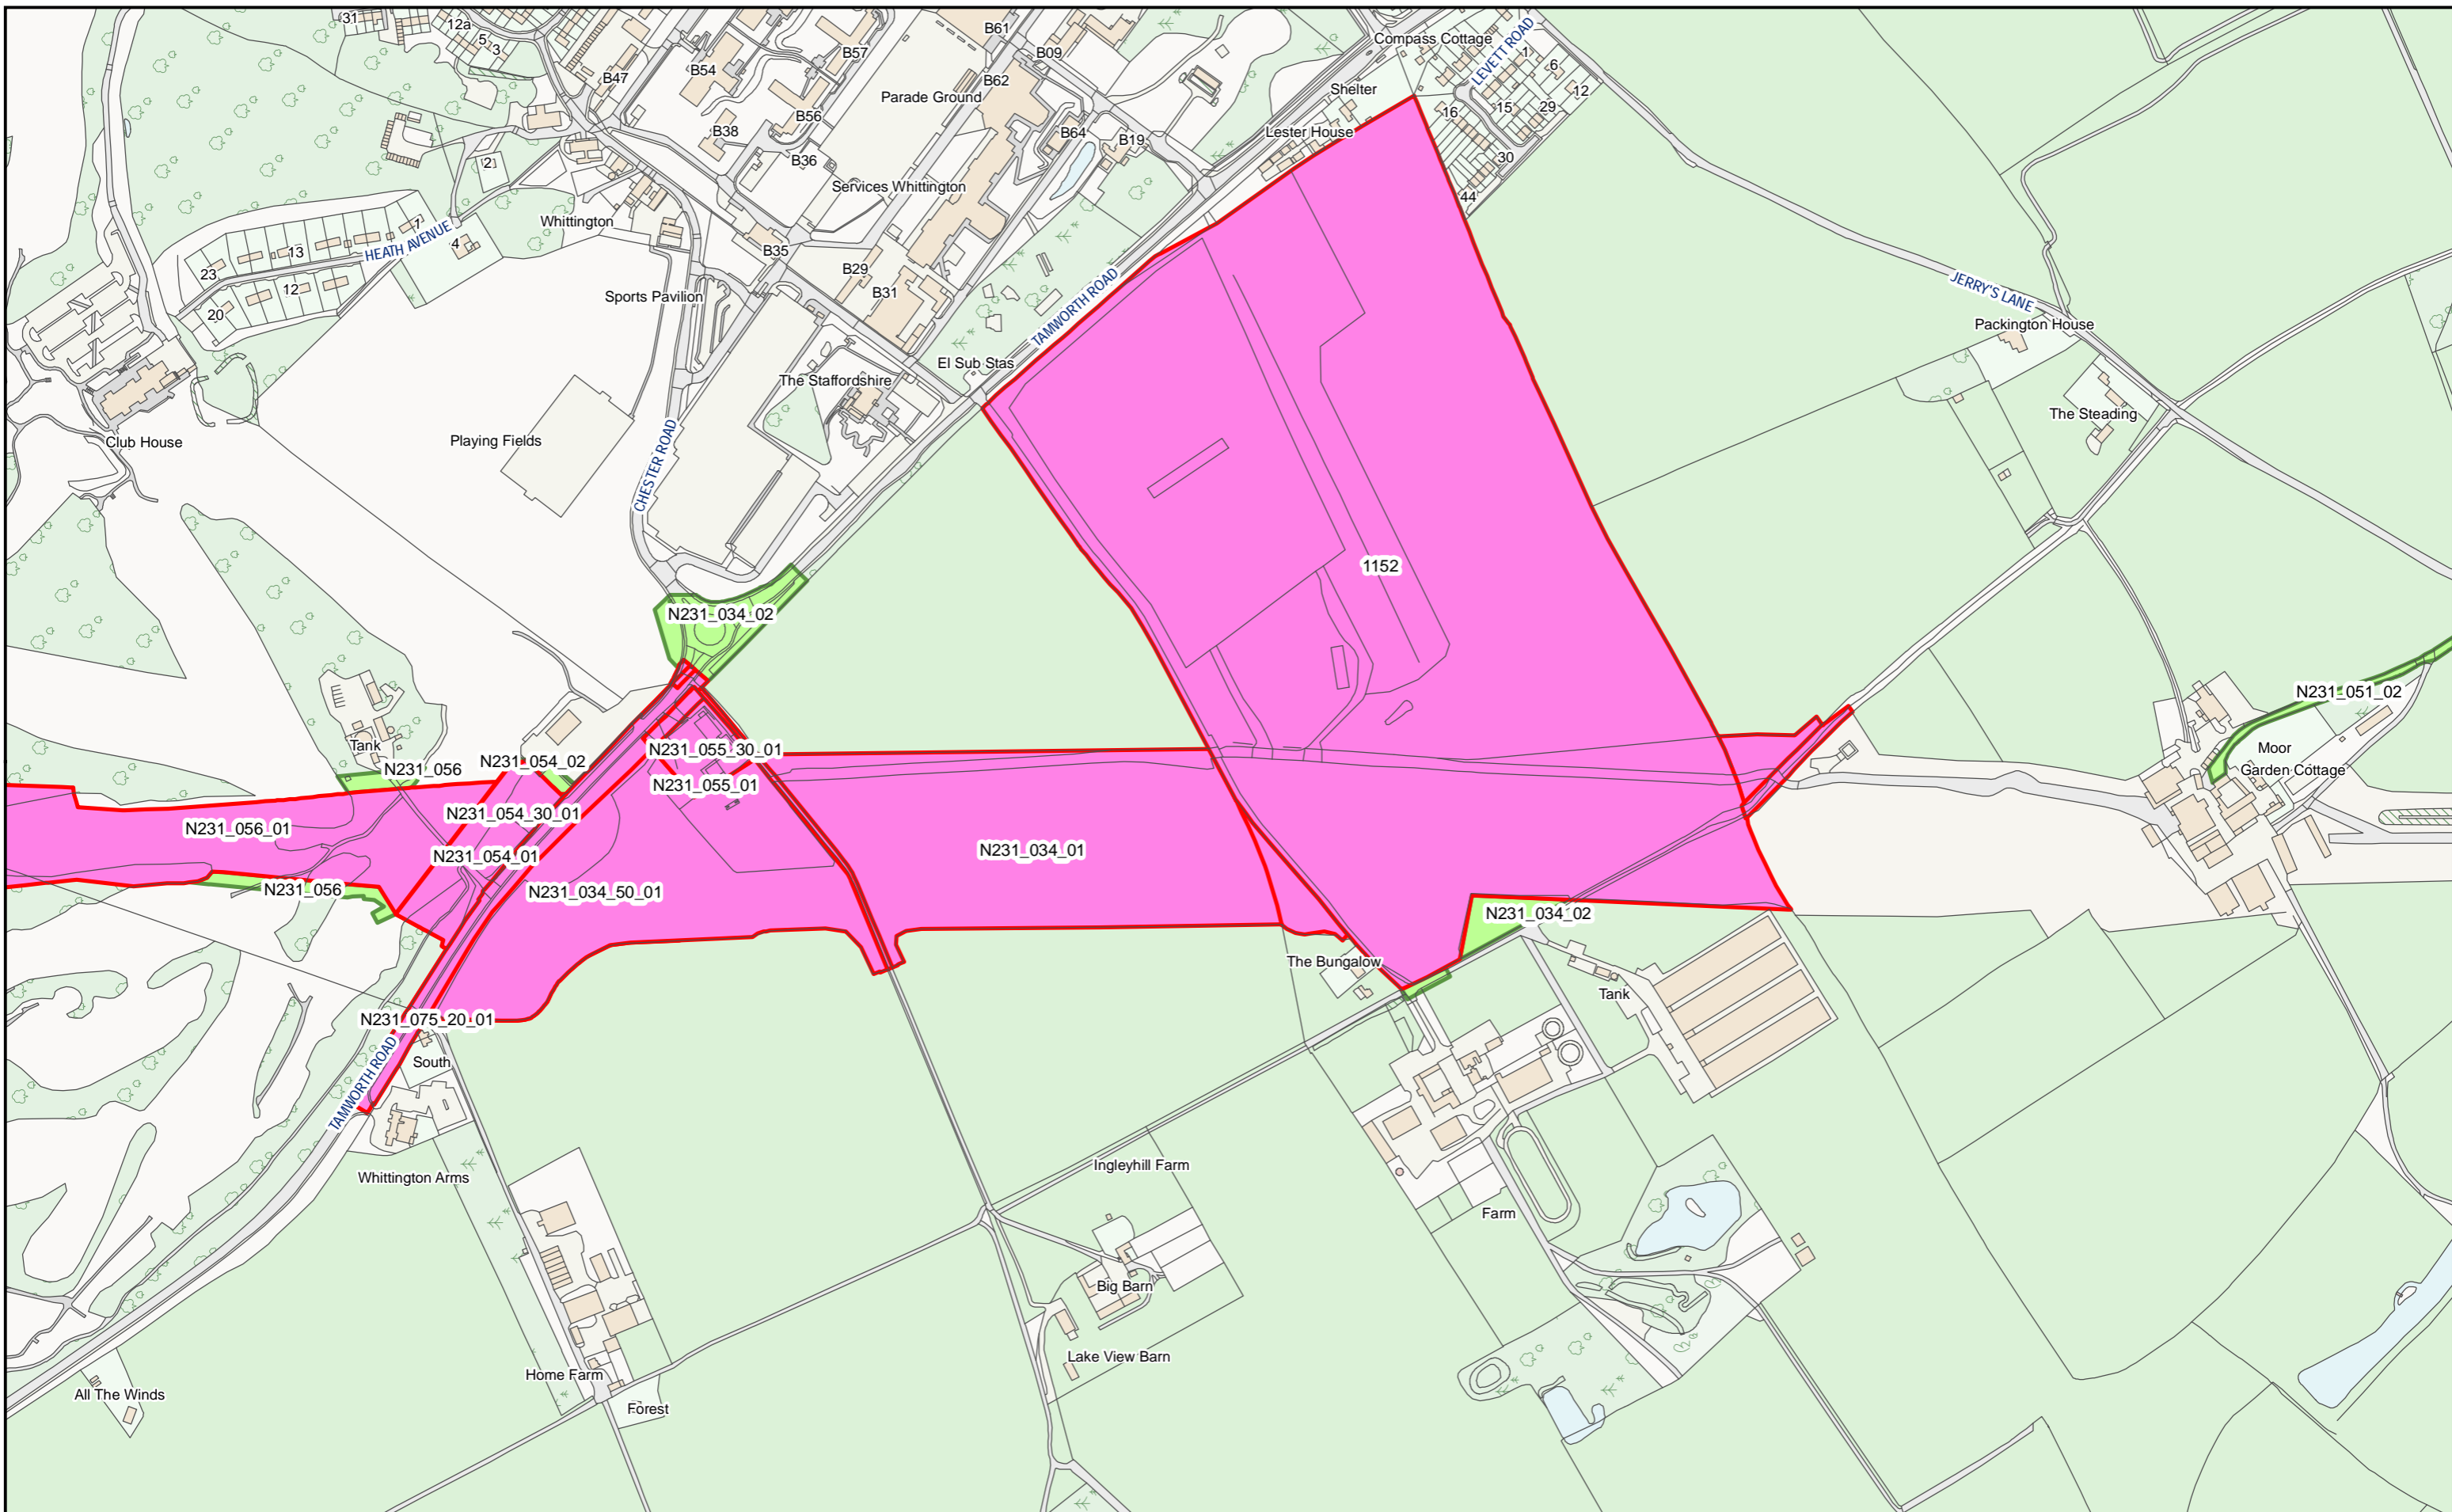 31
12a
5
3
B47
B54
B57
B61
B09
B62
Parade Ground
B56
B38
B36
B64
B19
Compass Cottage
LEVETT ROAD
1
6
12
Shelter
16
15
29
Lester House
30
44
2
Services Whittington
Whittington
1
4
HEATH AVENUE
13
23
12
20
B35
B29
B31
Sports Pavilion
TAMWORTH ROAD
El Sub Stas
The Staffordshire
JERRY'S LANE
Packington House
The Steading
Club House
Playing Fields
CHESTER ROAD
1152
N231_034_02
N231_051_02
Tank
N231_056
N231_054_02
N231_055_30_01
N231_055_01
Moor
Garden Cottage
N231_056_01
N231_054_30_01
N231_054_01
N231_034_01
N231_056
N231_034_50_01
N231_034_02
The Bungalow
Tank
N231_075_20_01
South
TAMWORTH ROAD
Whittington Arms
Ingleyhill Farm
Farm
Big Barn
Lake View Barn
Home Farm
All The Winds
Forest